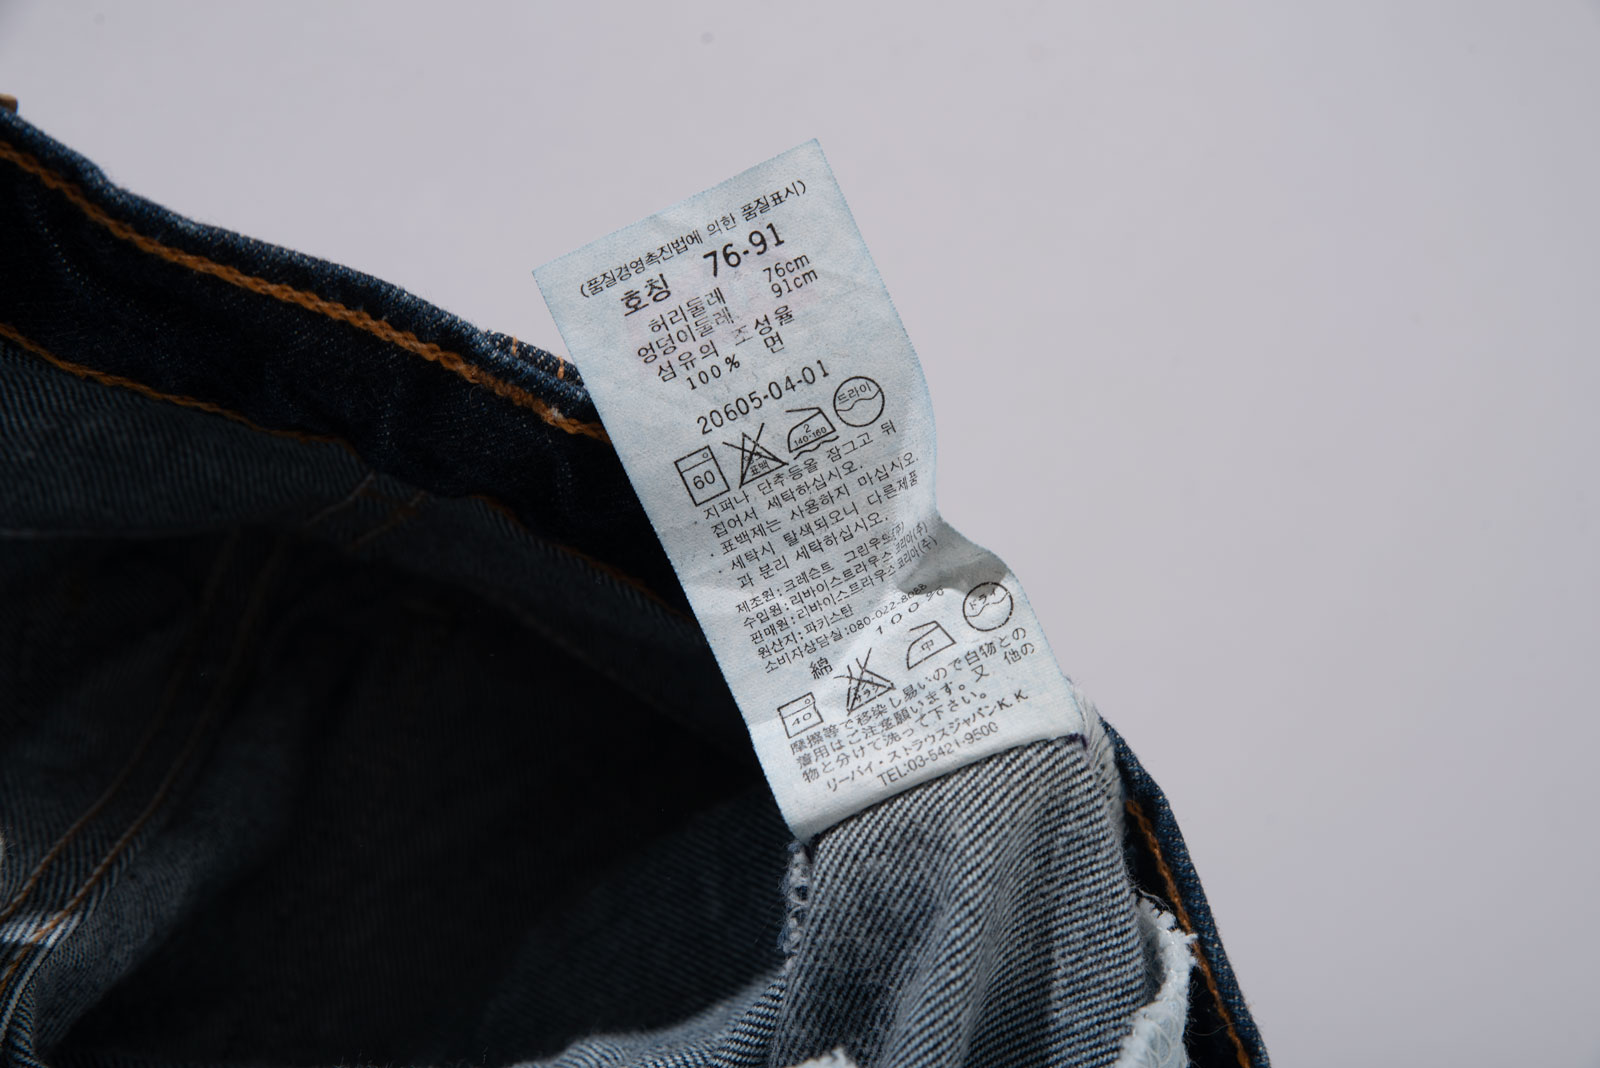 (품질경영촉진법에 의한 품질표시)
호칭 76-91
허리둘레 76cm
엉덩이둘레 91cm
섬유의 조성율
100% 면
20605-04-01
60 표백 2 140-160 드라이
지퍼나 단추등을 잠그고 뒤
집어서 세탁하십시오.
· 표백제는 사용하지 마십시오.
· 세탁시 탈색되오니 다른제품
과 분리 세탁하십시오.
제조원:크레슨트 그린우드(주)
수입원:리바이스트라우스코리아(주)
판매원:리바이스트라우스코리아(주)
원산지:파키스탄
소비자상담실:080-022-8088
綿 100%
40 中 ドライ
摩擦等で移染し易いので白物との
着用はご注意願います。又、他の
物と分けて洗って下さい。
リーバイ・ストラウスジャパンK.K
TEL:03-5421-9500